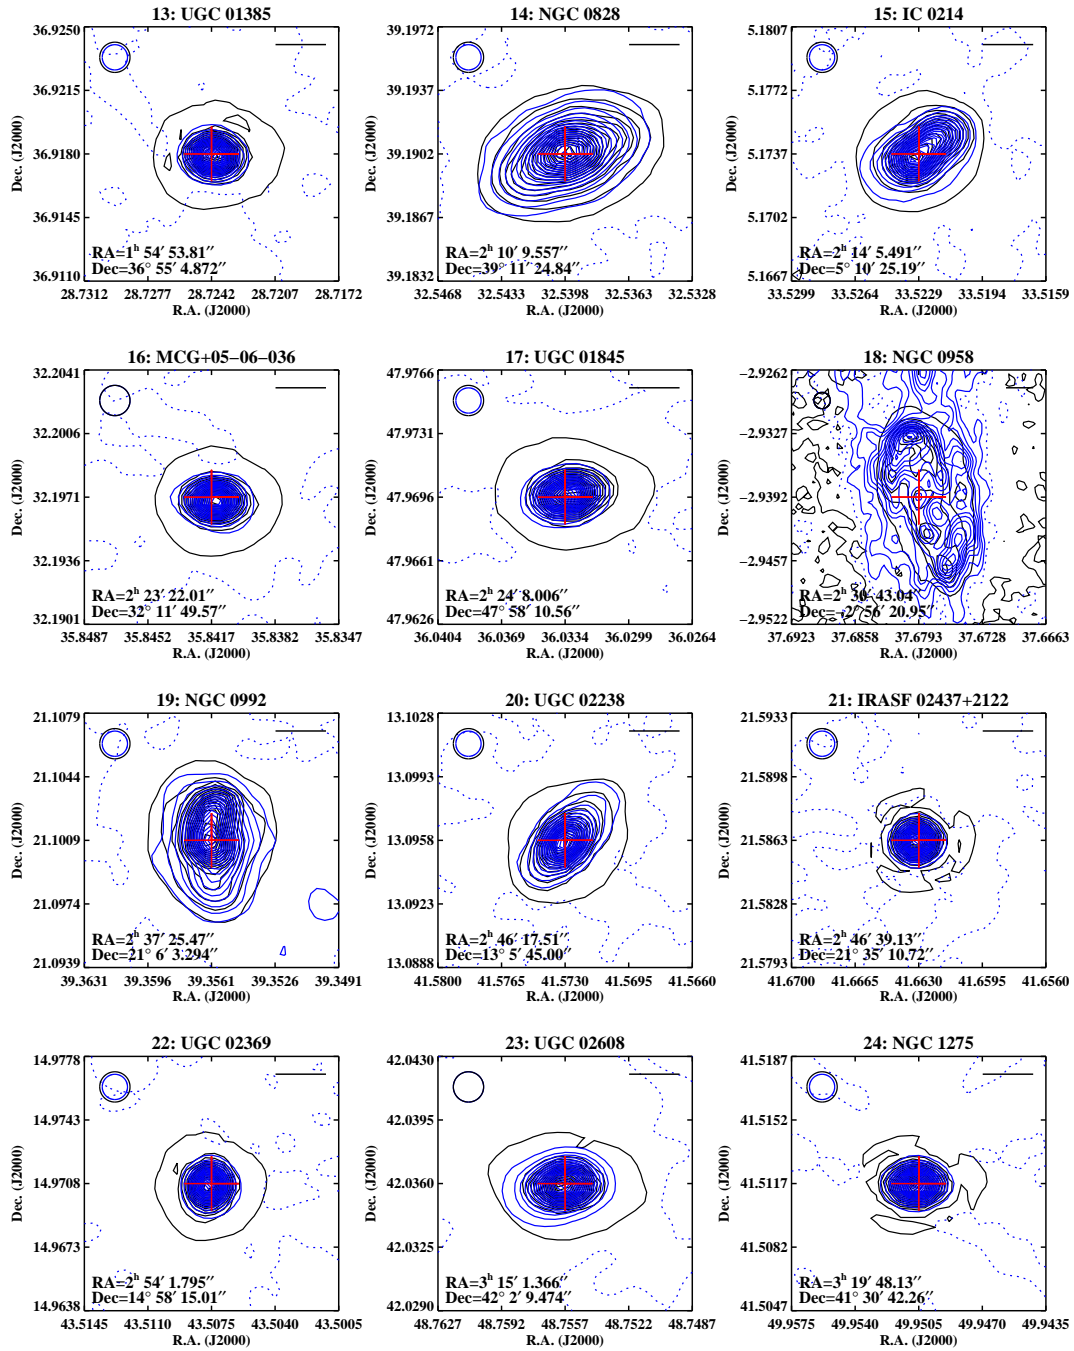 13: UGC 01385
36.9250
36.9215
36.9180
36.9145
36.9110
Dec. (J2000)
RA=1h 54′ 53.81″
Dec=36° 55′ 4.872″
28.7312 28.7277 28.7242 28.7207 28.7172
R.A. (J2000)
14: NGC 0828
39.1972
39.1937
39.1902
39.1867
39.1832
Dec. (J2000)
RA=2h 10′ 9.557″
Dec=39° 11′ 24.84″
32.5468 32.5433 32.5398 32.5363 32.5328
R.A. (J2000)
15: IC 0214
5.1807
5.1772
5.1737
5.1702
5.1667
Dec. (J2000)
RA=2h 14′ 5.491″
Dec=5° 10′ 25.19″
33.5299 33.5264 33.5229 33.5194 33.5159
R.A. (J2000)
16: MCG+05−06−036
32.2041
32.2006
32.1971
32.1936
32.1901
Dec. (J2000)
RA=2h 23′ 22.01″
Dec=32° 11′ 49.57″
35.8487 35.8452 35.8417 35.8382 35.8347
R.A. (J2000)
17: UGC 01845
47.9766
47.9731
47.9696
47.9661
47.9626
Dec. (J2000)
RA=2h 24′ 8.006″
Dec=47° 58′ 10.56″
36.0404 36.0369 36.0334 36.0299 36.0264
R.A. (J2000)
18: NGC 0958
−2.9262
−2.9327
−2.9392
−2.9457
−2.9522
Dec. (J2000)
RA=2h 30′ 43.04″
Dec=−2° 56′ 20.95″
37.6923 37.6858 37.6793 37.6728 37.6663
R.A. (J2000)
19: NGC 0992
21.1079
21.1044
21.1009
21.0974
21.0939
Dec. (J2000)
RA=2h 37′ 25.47″
Dec=21° 6′ 3.294″
39.3631 39.3596 39.3561 39.3526 39.3491
R.A. (J2000)
20: UGC 02238
13.1028
13.0993
13.0958
13.0923
13.0888
Dec. (J2000)
RA=2h 46′ 17.51″
Dec=13° 5′ 45.00″
41.5800 41.5765 41.5730 41.5695 41.5660
R.A. (J2000)
21: IRASF 02437+2122
21.5933
21.5898
21.5863
21.5828
21.5793
Dec. (J2000)
RA=2h 46′ 39.13″
Dec=21° 35′ 10.72″
41.6700 41.6665 41.6630 41.6595 41.6560
R.A. (J2000)
22: UGC 02369
14.9778
14.9743
14.9708
14.9673
14.9638
Dec. (J2000)
RA=2h 54′ 1.795″
Dec=14° 58′ 15.01″
43.5145 43.5110 43.5075 43.5040 43.5005
R.A. (J2000)
23: UGC 02608
42.0430
42.0395
42.0360
42.0325
42.0290
Dec. (J2000)
RA=3h 15′ 1.366″
Dec=42° 2′ 9.474″
48.7627 48.7592 48.7557 48.7522 48.7487
R.A. (J2000)
24: NGC 1275
41.5187
41.5152
41.5117
41.5082
41.5047
Dec. (J2000)
RA=3h 19′ 48.13″
Dec=41° 30′ 42.26″
49.9575 49.9540 49.9505 49.9470 49.9435
R.A. (J2000)